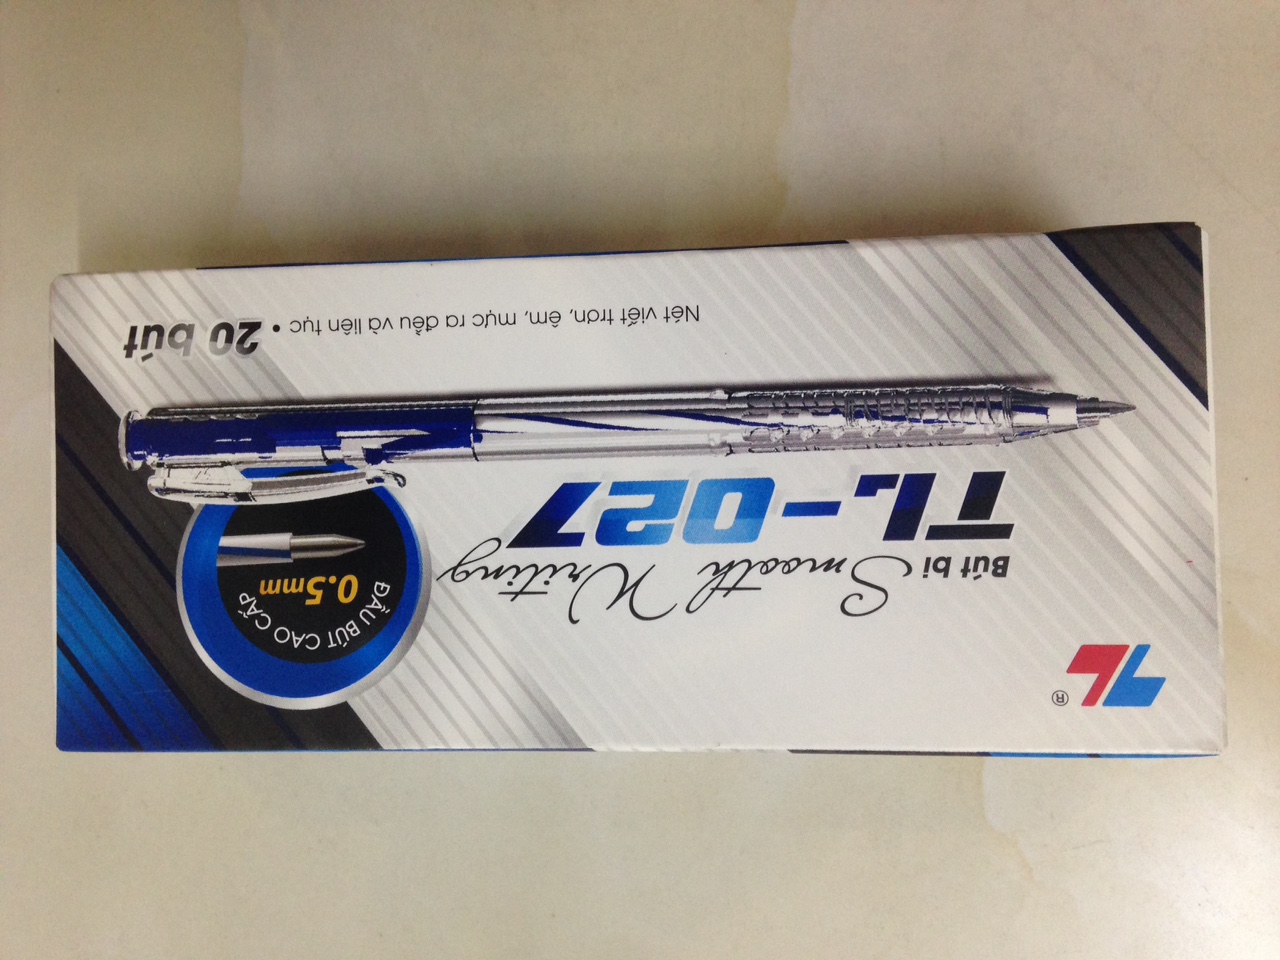 TL ®
Bút bi Smooth Writing
TL-027
ĐẦU BÚT CAO CẤP
0.5mm
Nét viết trơn, êm, mực ra đều và liên tục • 20 bút